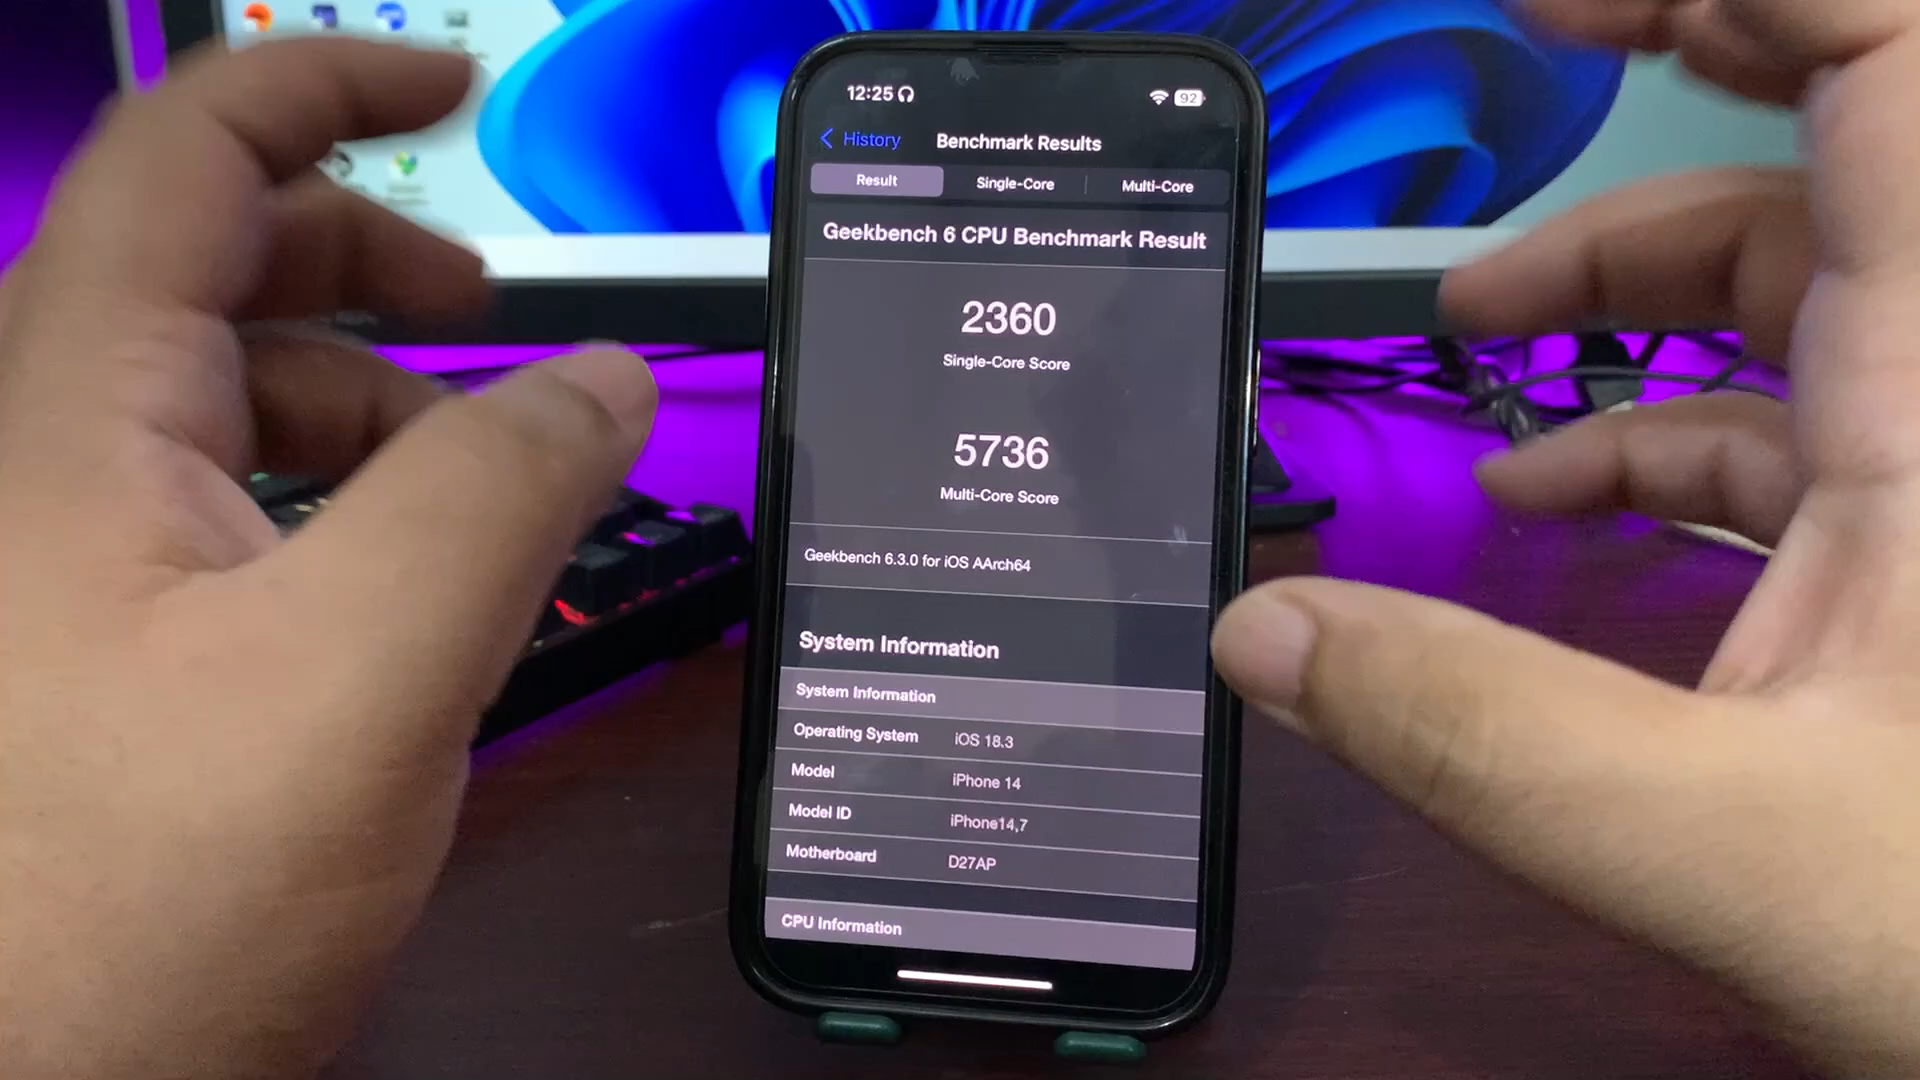 12:25
92
History
Benchmark Results
Result
Single-Core
Multi-Core
Geekbench 6 CPU Benchmark Result
2360
Single-Core Score
5736
Multi-Core Score
Geekbench 6.3.0 for iOS AArch64
System Information
System Information
Operating System iOS 18.3
Model iPhone 14
Model ID iPhone14,7
Motherboard D27AP
CPU Information